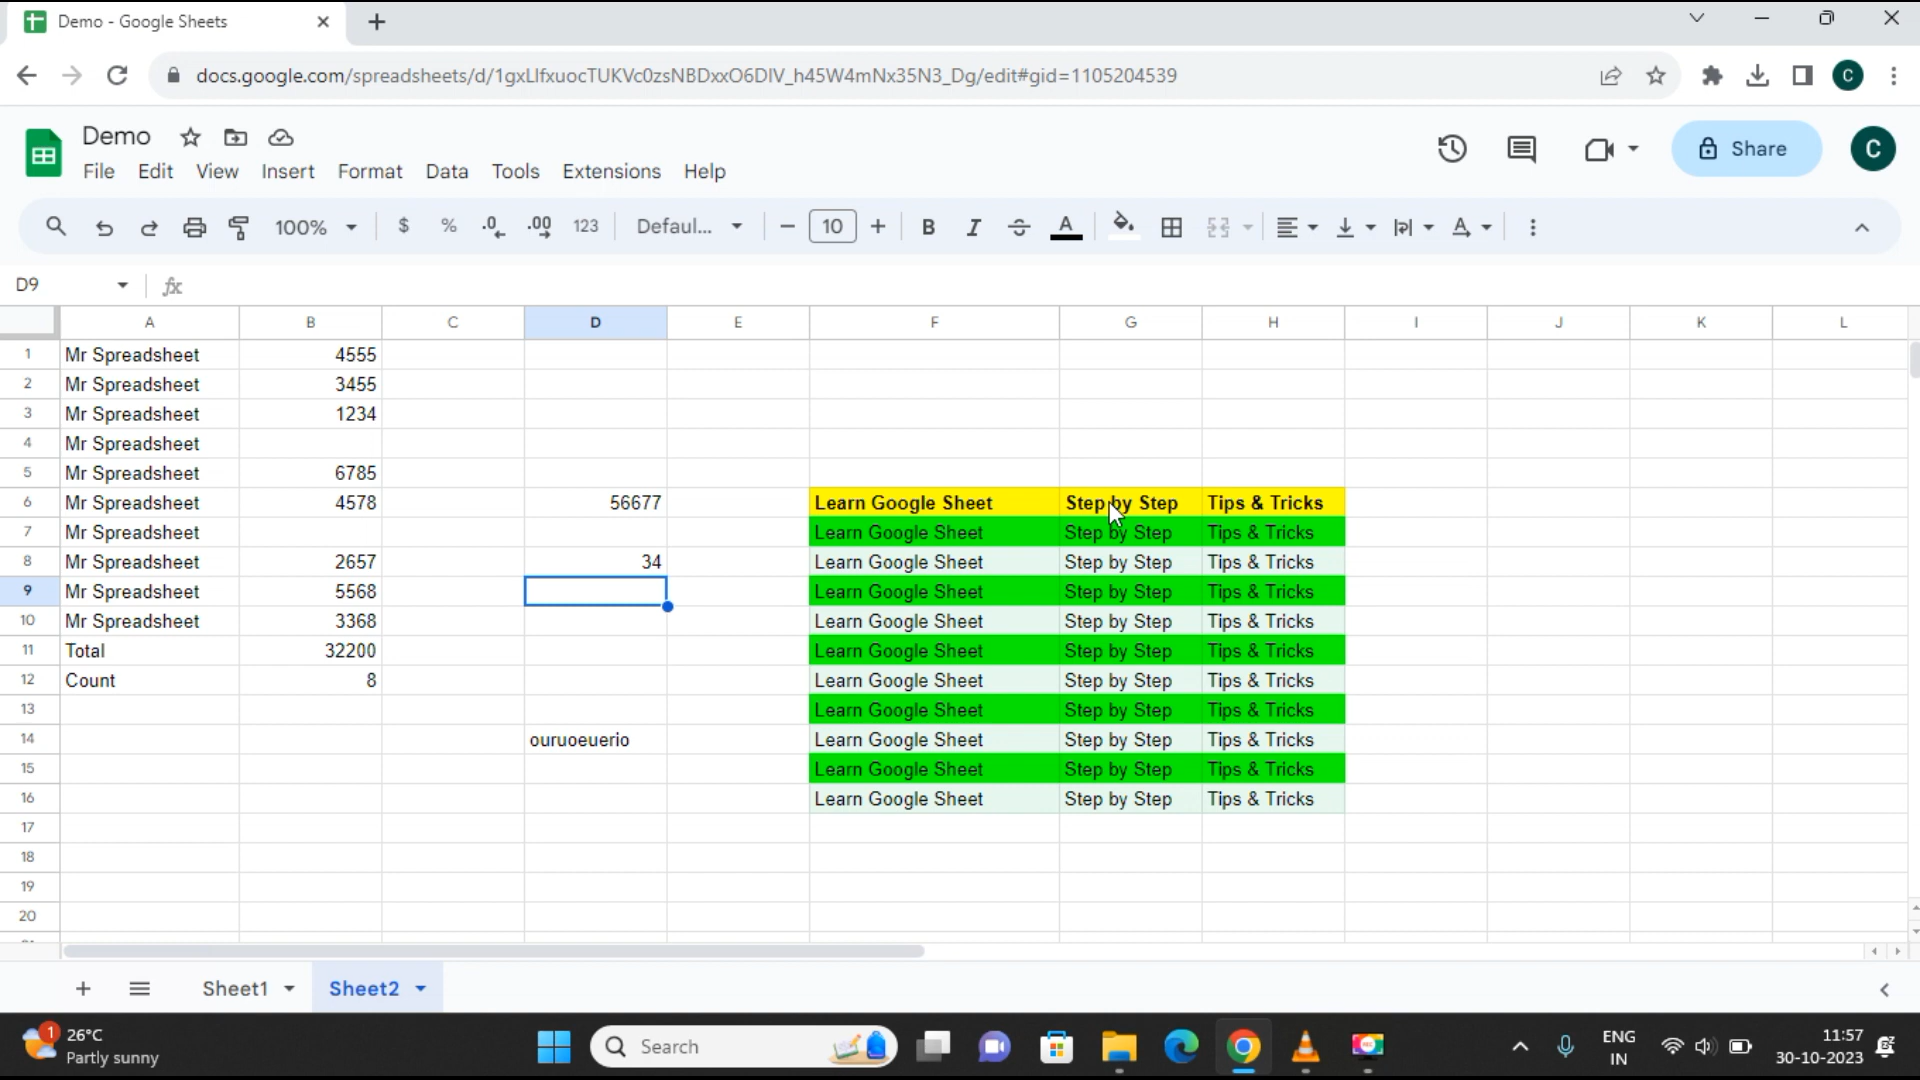 Demo - Google Sheets
docs.google.com/spreadsheets/d/1gxLlfxuocTUKVc0zsNBDxxO6DlV_h45W4mNx35N3_Dg/edit#gid=1105204539
C
Demo
File Edit View Insert Format Data Tools Extensions Help
Share
C
100% $ % .0 .00 123 Defaul... 10 B I A A
D9 fx
A B C D E F G H I J K L
1 Mr Spreadsheet 4555
2 Mr Spreadsheet 3455
3 Mr Spreadsheet 1234
4 Mr Spreadsheet
5 Mr Spreadsheet 6785
6 Mr Spreadsheet 4578 56677 Learn Google Sheet Step by Step Tips & Tricks
7 Mr Spreadsheet Learn Google Sheet Step by Step Tips & Tricks
8 Mr Spreadsheet 2657 34 Learn Google Sheet Step by Step Tips & Tricks
9 Mr Spreadsheet 5568 Learn Google Sheet Step by Step Tips & Tricks
10 Mr Spreadsheet 3368 Learn Google Sheet Step by Step Tips & Tricks
11 Total 32200 Learn Google Sheet Step by Step Tips & Tricks
12 Count 8 Learn Google Sheet Step by Step Tips & Tricks
13 Learn Google Sheet Step by Step Tips & Tricks
14 ouruoeuerio Learn Google Sheet Step by Step Tips & Tricks
15 Learn Google Sheet Step by Step Tips & Tricks
16 Learn Google Sheet Step by Step Tips & Tricks
17
18
19
20
Sheet1 Sheet2
1 26°C
Partly sunny
Search
ENG
IN
11:57
30-10-2023